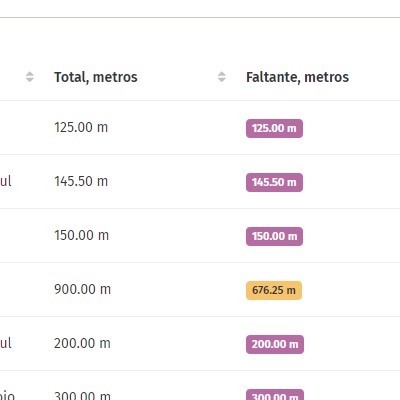 Total, metros Faltante, metros
125.00 m 125.00 m
ul 145.50 m 145.50 m
150.00 m 150.00 m
900.00 m 676.25 m
ul 200.00 m 200.00 m
300.00 m 300.00 m